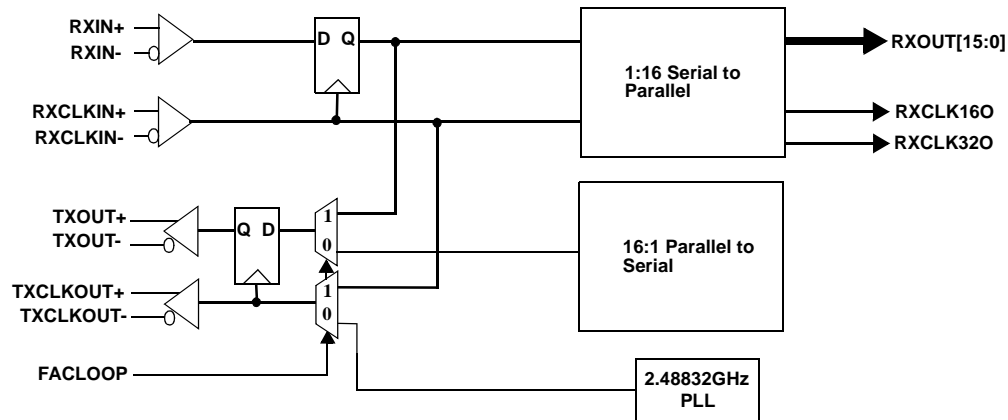 RXIN+
RXIN-
D Q
1:16 Serial to
Parallel
RXOUT[15:0]
RXCLKIN+
RXCLKIN-
RXCLK16O
RXCLK32O
TXOUT+
TXOUT-
Q D
1
0
16:1 Parallel to
Serial
TXCLKOUT+
TXCLKOUT-
1
0
FACLOOP
2.48832GHz
PLL